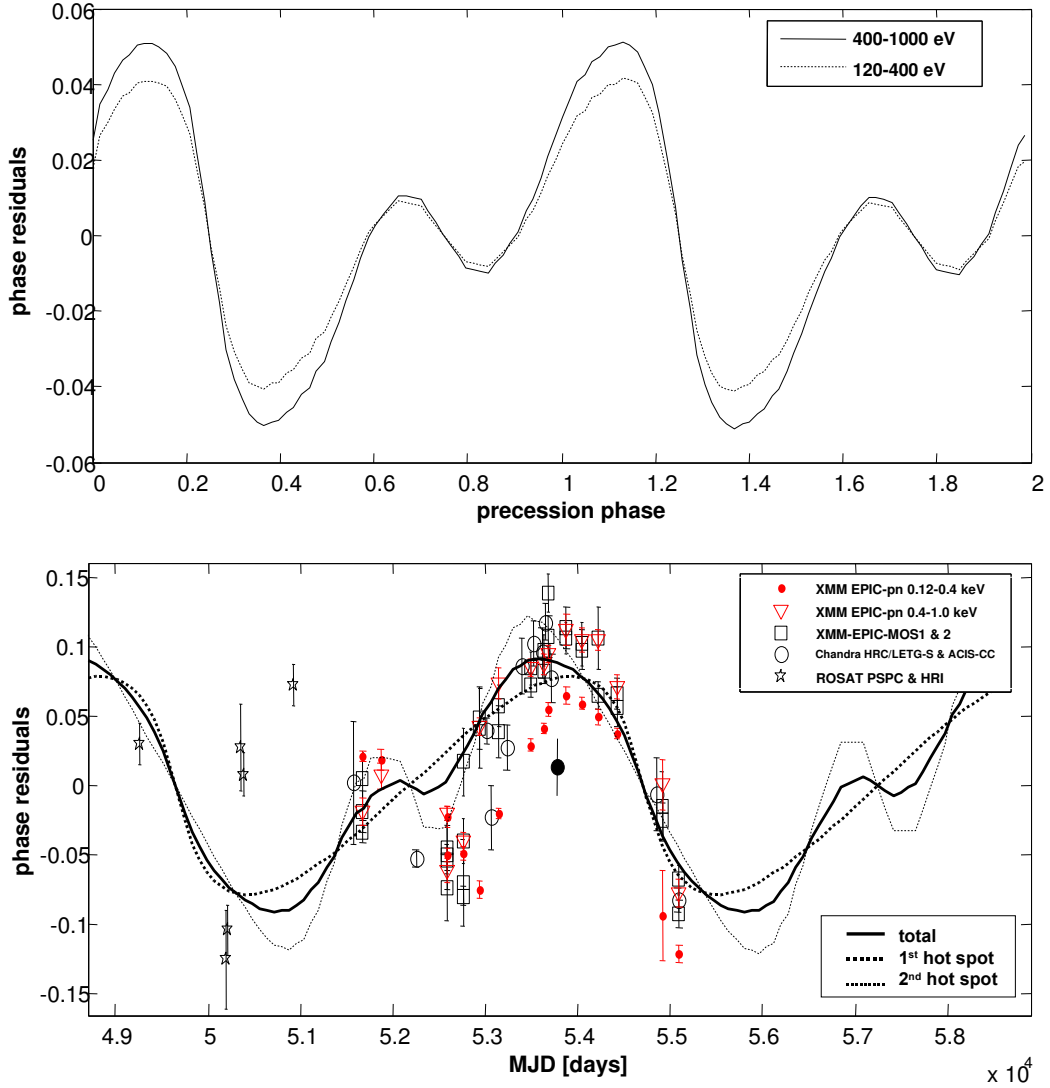 0.06
0.04
0.02
0
-0.02
-0.04
-0.06
phase residuals
400-1000 eV
120-400 eV
0 0.2 0.4 0.6 0.8 1 1.2 1.4 1.6 1.8 2
precession phase
0.15
0.1
0.05
0
-0.05
-0.1
-0.15
phase residuals
XMM EPIC-pn 0.12-0.4 keV
XMM EPIC-pn 0.4-1.0 keV
XMM-EPIC-MOS1 & 2
Chandra HRC/LETG-S & ACIS-CC
ROSAT PSPC & HRI
total
1st hot spot
2nd hot spot
4.9 5 5.1 5.2 5.3 5.4 5.5 5.6 5.7 5.8
MJD [days]
x 10^4